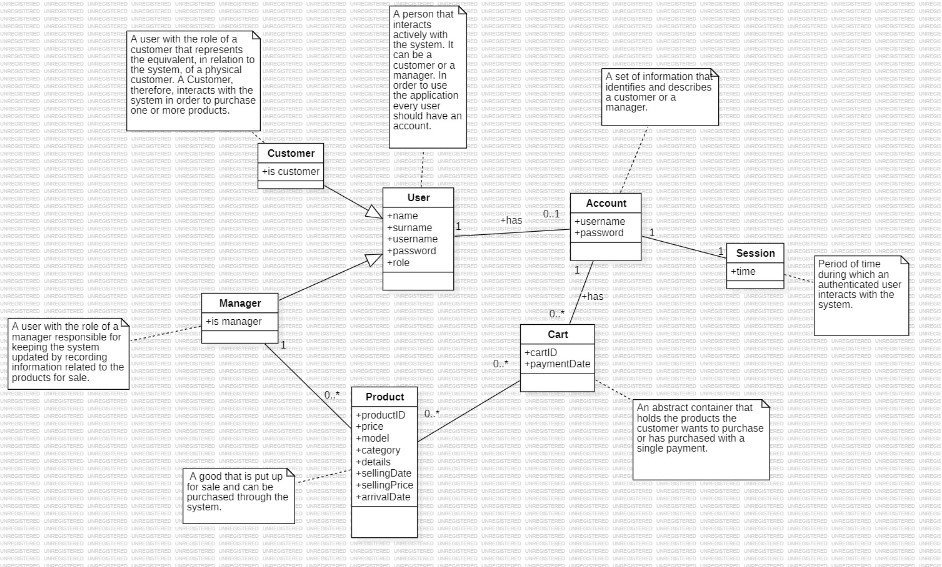 A person that
interacts
actively with
the system. It
can be a
customer or a
manager. In
order to use
the application
every user
should have an
account.
A user with the role of a
customer that represents
the equivalent, in relation
to the system, of a physical
customer. A Customer,
therefore, interacts with the
system in order to purchase
one or more products.
A set of information that
identifies and describes
a customer or a
manager.
Customer
+is customer
User
+name
+surname
+username
+password
+role
1
+has
0..1
Account
+username
+password
1
1
Session
+time
Period of time
during which an
authenticated user
interacts with the
system.
1
+has
0..*
Manager
+is manager
1
A user with the role of a
manager responsible for
keeping the system
updated by recording
information related to the
products for sale.
Cart
+cartID
+paymentDate
0..*
0..*
0..*
Product
+productID
+price
+model
+category
+details
+sellingDate
+sellingPrice
+arrivalDate
An abstract container that
holds the products the
customer wants to purchase
or has purchased with a
single payment.
A good that is put up
for sale and can be
purchased through the
system.
UNREGISTERED